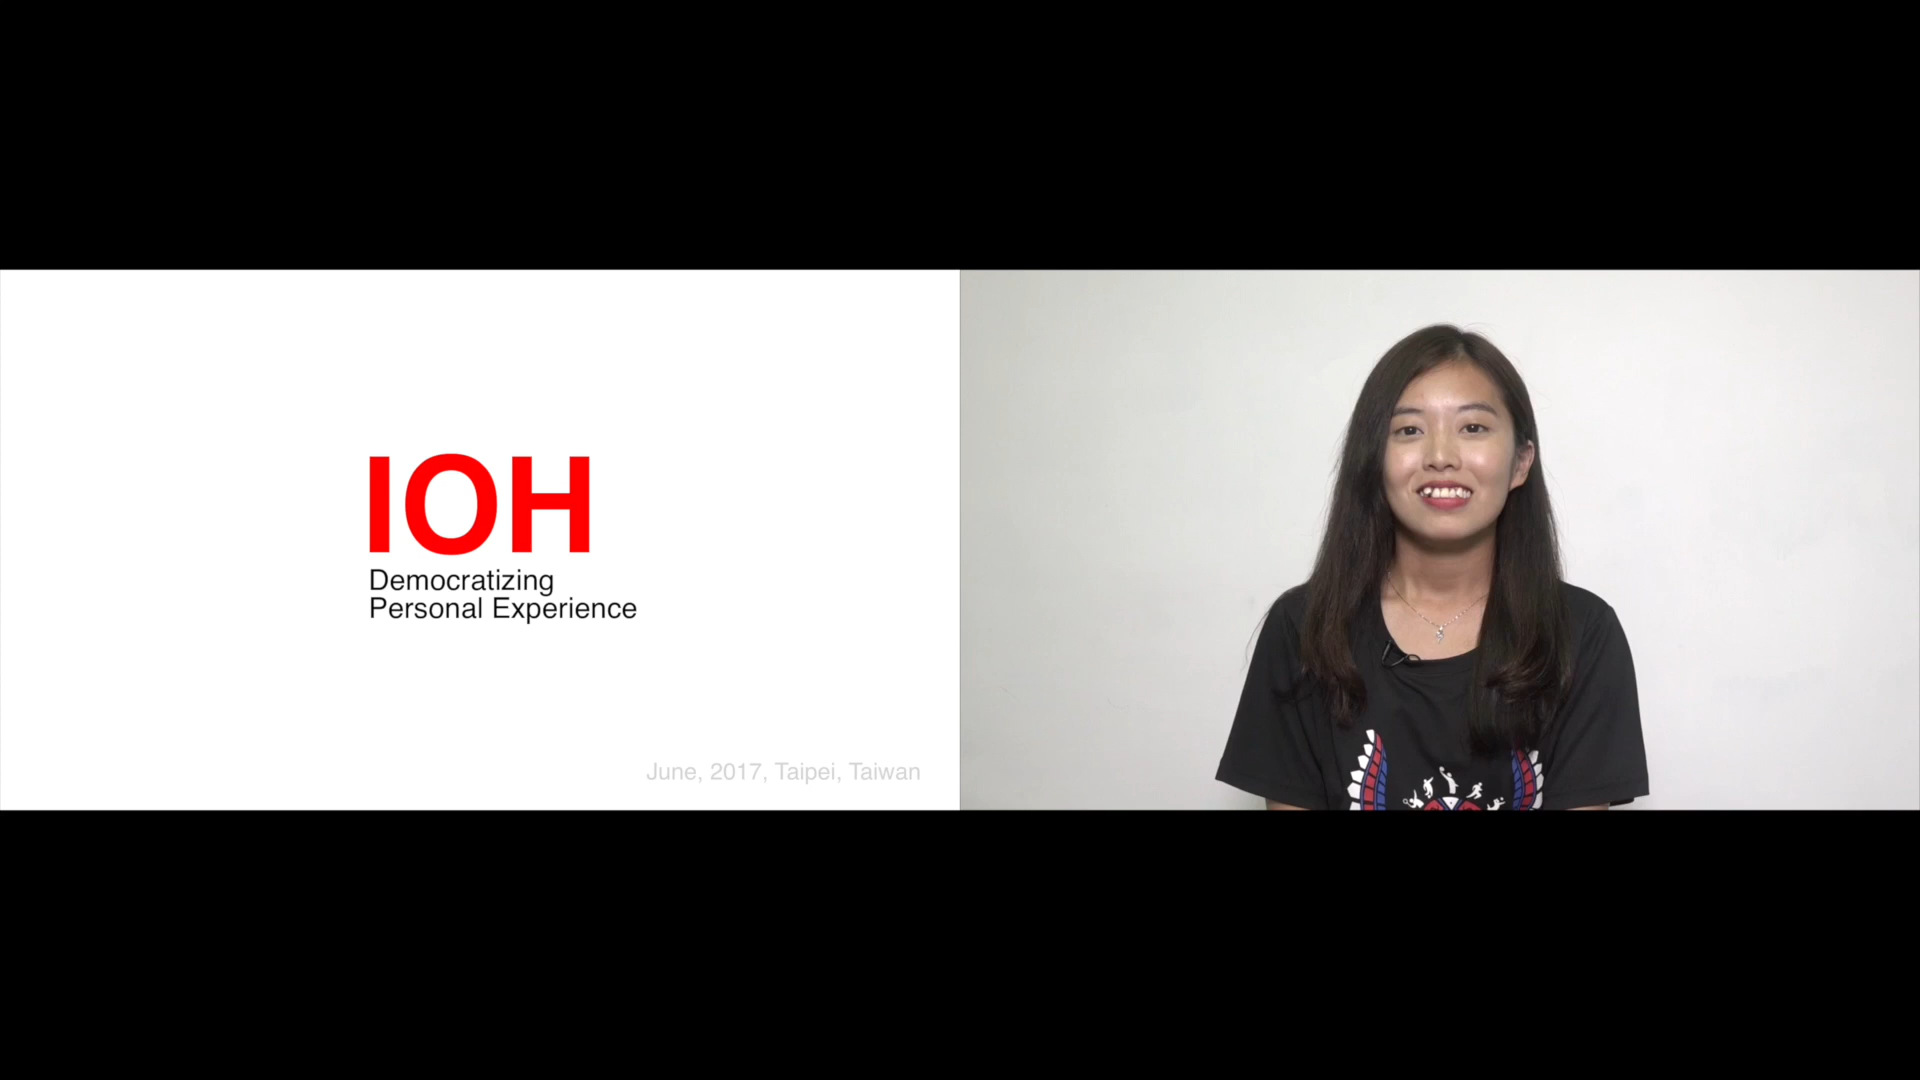 IOH
Democratizing
Personal Experience
June, 2017, Taipei, Taiwan